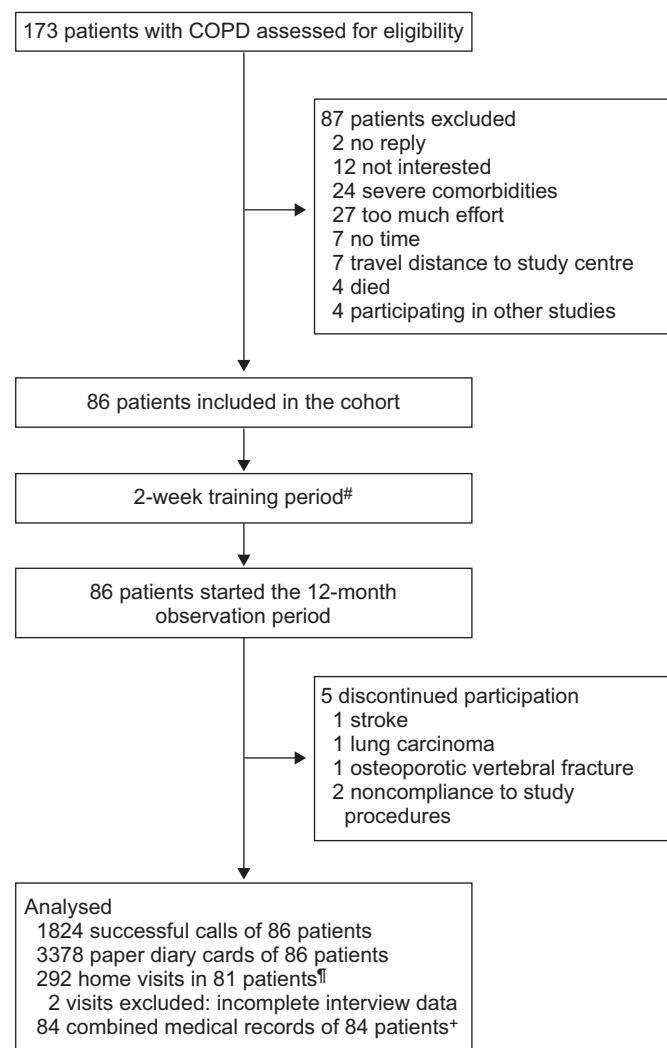 173 patients with COPD assessed for eligibility
87 patients excluded
2 no reply
12 not interested
24 severe comorbidities
27 too much effort
7 no time
7 travel distance to study centre
4 died
4 participating in other studies
86 patients included in the cohort
2-week training period#
86 patients started the 12-month
observation period
5 discontinued participation
1 stroke
1 lung carcinoma
1 osteoporotic vertebral fracture
2 noncompliance to study
procedures
Analysed
1824 successful calls of 86 patients
3378 paper diary cards of 86 patients
292 home visits in 81 patients¶
2 visits excluded: incomplete interview data
84 combined medical records of 84 patients+